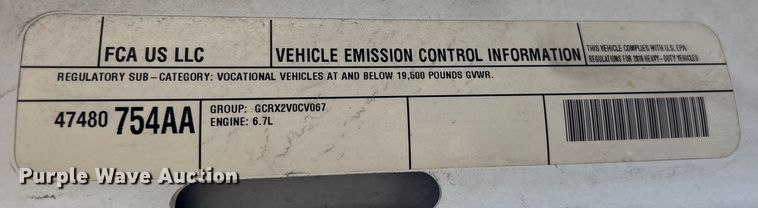 FCA US LLC
VEHICLE EMISSION CONTROL INFORMATION
THIS VEHICLE COMPLIES WITH U.S. EPA
REGULATIONS FOR 2016 HEAVY-DUTY VEHICLES
REGULATORY SUB-CATEGORY: VOCATIONAL VEHICLES AT AND BELOW 19,500 POUNDS GVWR.
47480 754AA
GROUP: GCRX2VOCV067
ENGINE: 6.7L
Purple Wave Auction